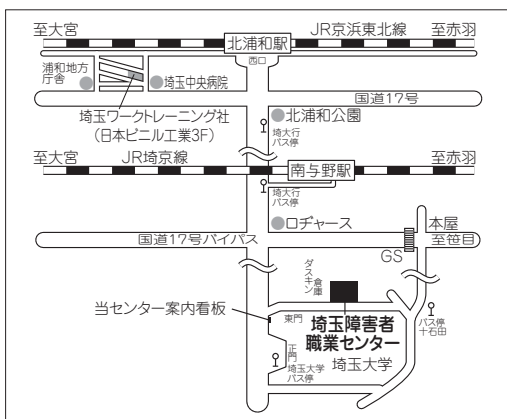 至大宮
北浦和駅
JR京浜東北線
至赤羽
西口
浦和地方
庁舎
埼玉中央病院
国道17号
埼玉ワークトレーニング社
(日本ビニル工業3F)
北浦和公園
埼大行
バス停
至大宮
JR埼京線
南与野駅
至赤羽
埼大行
バス停
ロヂャース
本屋
国道17号バイパス
至笹目
GS
ダスキン
倉庫
当センター案内看板
東門
埼玉障害者
職業センター
バス停
十石田
正門
埼玉大学
バス停
埼玉大学